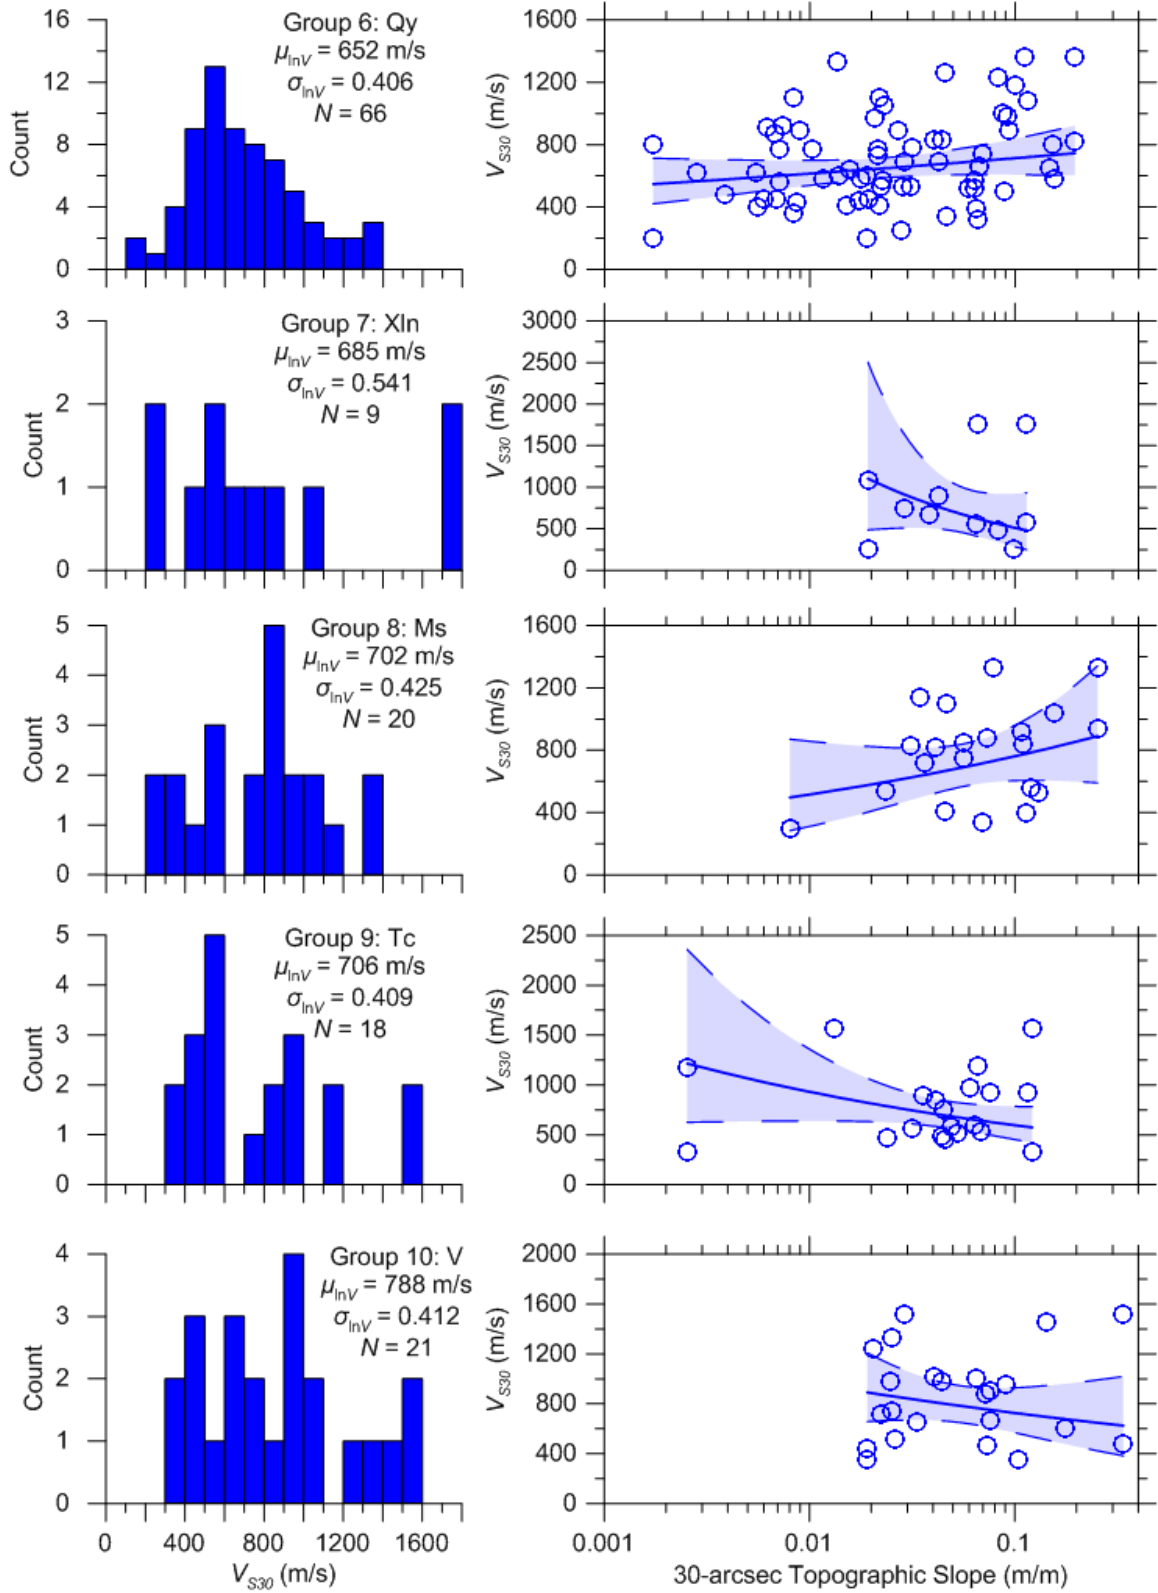 16
12
8
4
0
Count
Group 6: Qy
μlnV = 652 m/s
σlnV = 0.406
N = 66
1600
1200
800
400
0
VS30 (m/s)
3
2
1
0
Count
Group 7: Xln
μlnV = 685 m/s
σlnV = 0.541
N = 9
3000
2500
2000
1500
1000
500
0
VS30 (m/s)
5
4
3
2
1
0
Count
Group 8: Ms
μlnV = 702 m/s
σlnV = 0.425
N = 20
1600
1200
800
400
0
VS30 (m/s)
5
4
3
2
1
0
Count
Group 9: Tc
μlnV = 706 m/s
σlnV = 0.409
N = 18
2500
2000
1500
1000
500
0
VS30 (m/s)
4
3
2
1
0
Count
Group 10: V
μlnV = 788 m/s
σlnV = 0.412
N = 21
2000
1600
1200
800
400
0
VS30 (m/s)
0 400 800 1200 1600
VS30 (m/s)
0.001 0.01 0.1
30-arcsec Topographic Slope (m/m)